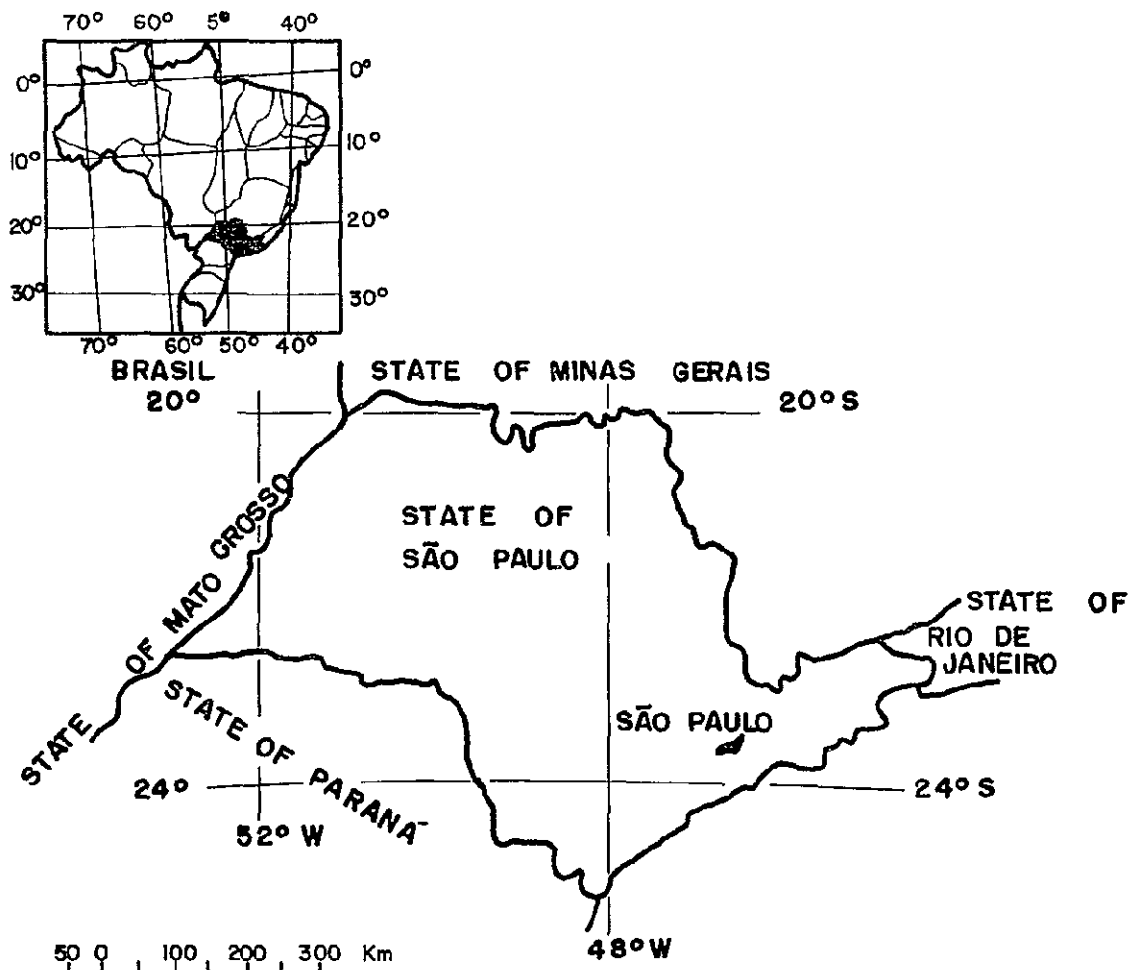 70° 60° 5° 40°
0° 0°
10° 10°
20° 20°
30° 30°
70° 60° 50° 40°
BRASIL
STATE OF MINAS GERAIS
20° 20° S
STATE OF MATO GROSSO
STATE OF
SÃO PAULO
STATE OF
RIO DE
JANEIRO
STATE OF PARANÁ
SÃO PAULO
24° 24° S
52° W
48° W
50 0 100 200 300 Km